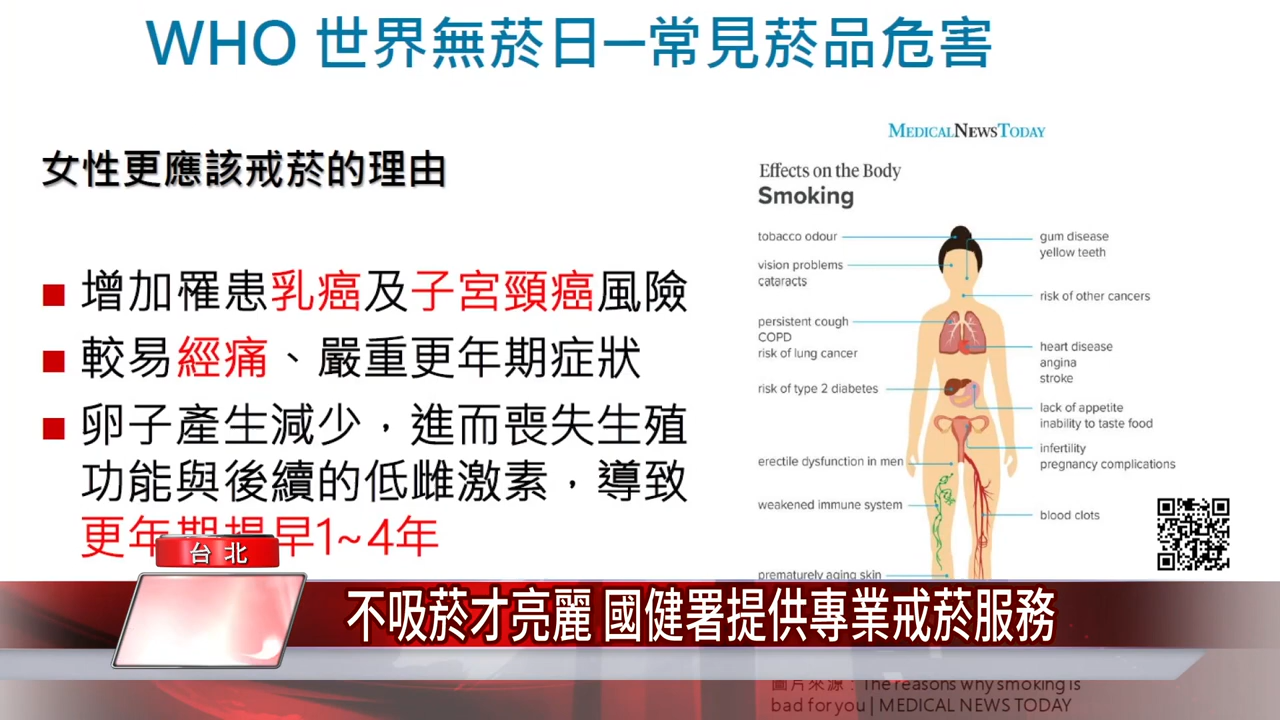 WHO 世界無菸日─常見菸品危害
女性更應該戒菸的理由
■ 增加罹患乳癌及子宮頸癌風險
■ 較易經痛、嚴重更年期症狀
■ 卵子產生減少，進而喪失生殖
功能與後續的低雌激素，導致
更年期提早1~4年
MEDICALNEWSTODAY
Effects on the Body
Smoking
tobacco odour
vision problems
cataracts
persistent cough
COPD
risk of lung cancer
risk of type 2 diabetes
erectile dysfunction in men
weakened immune system
prematurely aging skin
gum disease
yellow teeth
risk of other cancers
heart disease
angina
stroke
lack of appetite
inability to taste food
infertility
pregnancy complications
blood clots
台北
不吸菸才亮麗 國健署提供專業戒菸服務
圖片來源：The reasons why smoking is
bad for you | MEDICAL NEWS TODAY